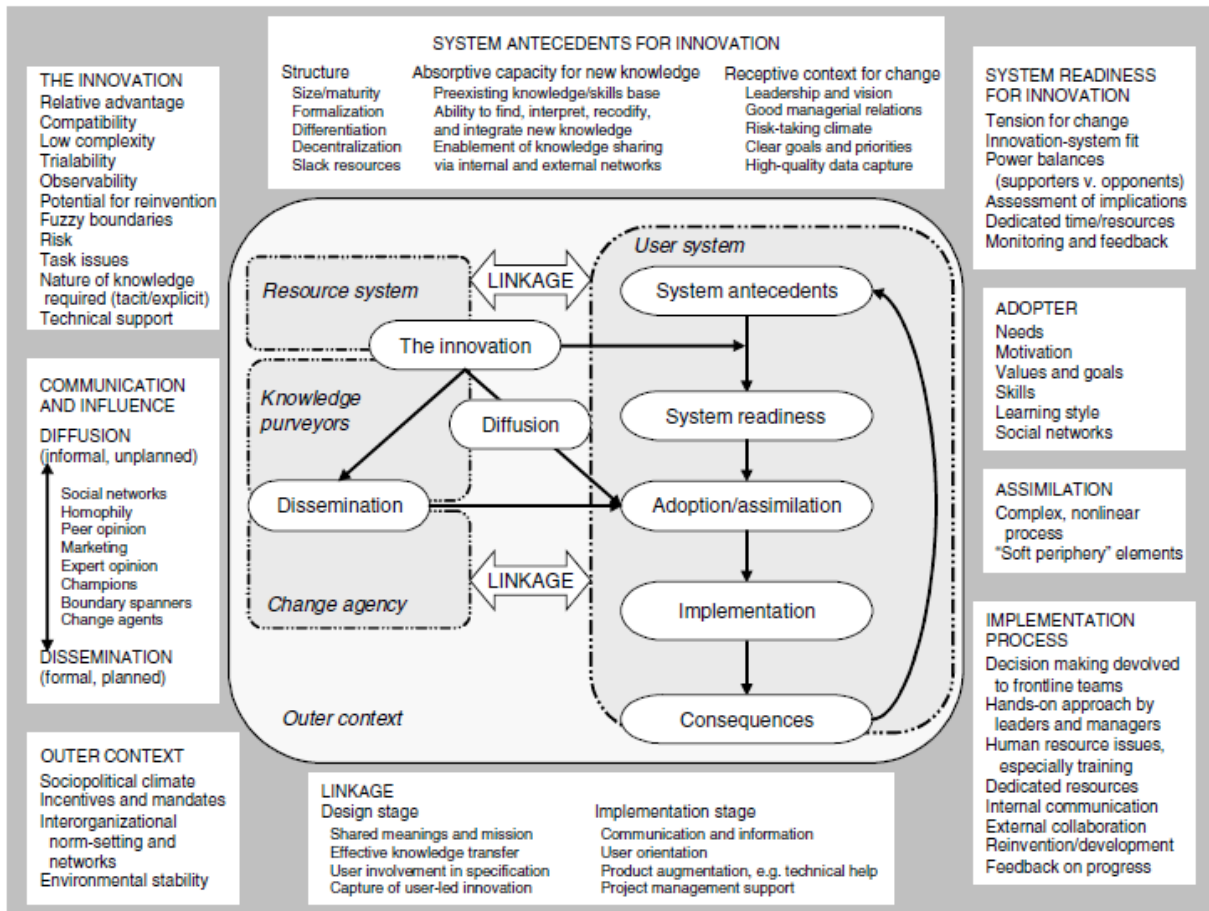 SYSTEM ANTECEDENTS FOR INNOVATION
Structure
Size/maturity
Formalization
Differentiation
Decentralization
Slack resources
Absorptive capacity for new knowledge
Preexisting knowledge/skills base
Ability to find, interpret, recodify,
and integrate new knowledge
Enablement of knowledge sharing
via internal and external networks
Receptive context for change
Leadership and vision
Good managerial relations
Risk-taking climate
Clear goals and priorities
High-quality data capture
THE INNOVATION
Relative advantage
Compatibility
Low complexity
Trialability
Observability
Potential for reinvention
Fuzzy boundaries
Risk
Task issues
Nature of knowledge
required (tacit/explicit)
Technical support
COMMUNICATION
AND INFLUENCE
DIFFUSION
(informal, unplanned)
Social networks
Homophily
Peer opinion
Marketing
Expert opinion
Champions
Boundary spanners
Change agents
DISSEMINATION
(formal, planned)
OUTER CONTEXT
Sociopolitical climate
Incentives and mandates
Interorganizational
norm-setting and
networks
Environmental stability
Resource system
LINKAGE
User system
System antecedents
The innovation
Knowledge
purveyors
Diffusion
System readiness
Dissemination
Adoption/assimilation
LINKAGE
Change agency
Implementation
Outer context
Consequences
SYSTEM READINESS
FOR INNOVATION
Tension for change
Innovation-system fit
Power balances
(supporters v. opponents)
Assessment of implications
Dedicated time/resources
Monitoring and feedback
ADOPTER
Needs
Motivation
Values and goals
Skills
Learning style
Social networks
ASSIMILATION
Complex, nonlinear
process
“Soft periphery” elements
IMPLEMENTATION
PROCESS
Decision making devolved
to frontline teams
Hands-on approach by
leaders and managers
Human resource issues,
especially training
Dedicated resources
Internal communication
External collaboration
Reinvention/development
Feedback on progress
LINKAGE
Design stage
Shared meanings and mission
Effective knowledge transfer
User involvement in specification
Capture of user-led innovation
Implementation stage
Communication and information
User orientation
Product augmentation, e.g. technical help
Project management support